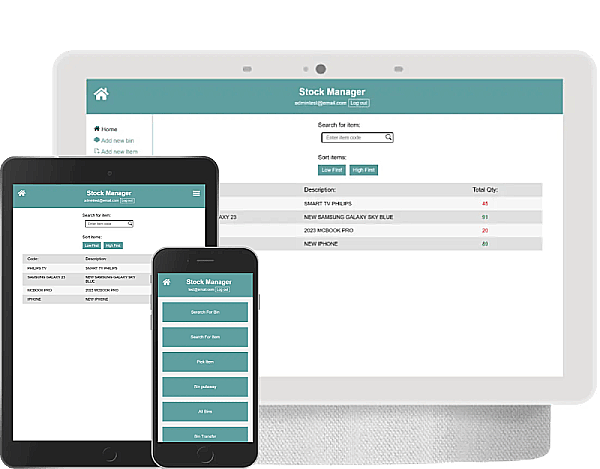 Stock Manager
admintest@email.com Log out
Home
Add new bin
Add new item
Search for item:
Enter item code
Sort items:
Low First High First
Description: Total Qty:
SMART TV PHILIPS 45
AXY 23 NEW SAMSUNG GALAXY SKY BLUE 91
2023 MCBOOK PRO 20
NEW IPHONE 89
Stock Manager
admintest@email.com Log out
Search for item:
Enter item code
Sort items:
Low First High First
Code: Description:
PHILIPS TV SMART TV PHILIPS
SAMSUNG GALAXY 23 NEW SAMSUNG GALAXY SKY
BLUE
MCBOOK PRO 2023 MCBOOK PRO
IPHONE NEW IPHONE
Stock Manager
test@email.com Log out
Search For Bin
Search For Item
Pick Item
Bin putaway
All Bins
Bin Transfer